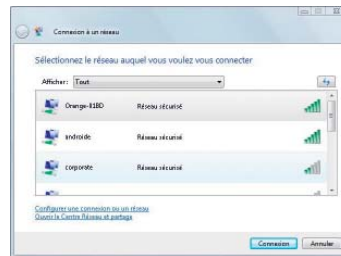 Connexion à un réseau
Sélectionnez le réseau auquel vous voulez vous connecter
Afficher: Tout
Orange-81BD Réseau sécurisé
androide Réseau sécurisé
corporate Réseau sécurisé
Configurer une connexion ou un réseau
Ouvrir le Centre Réseau et partage
Connexion Annuler